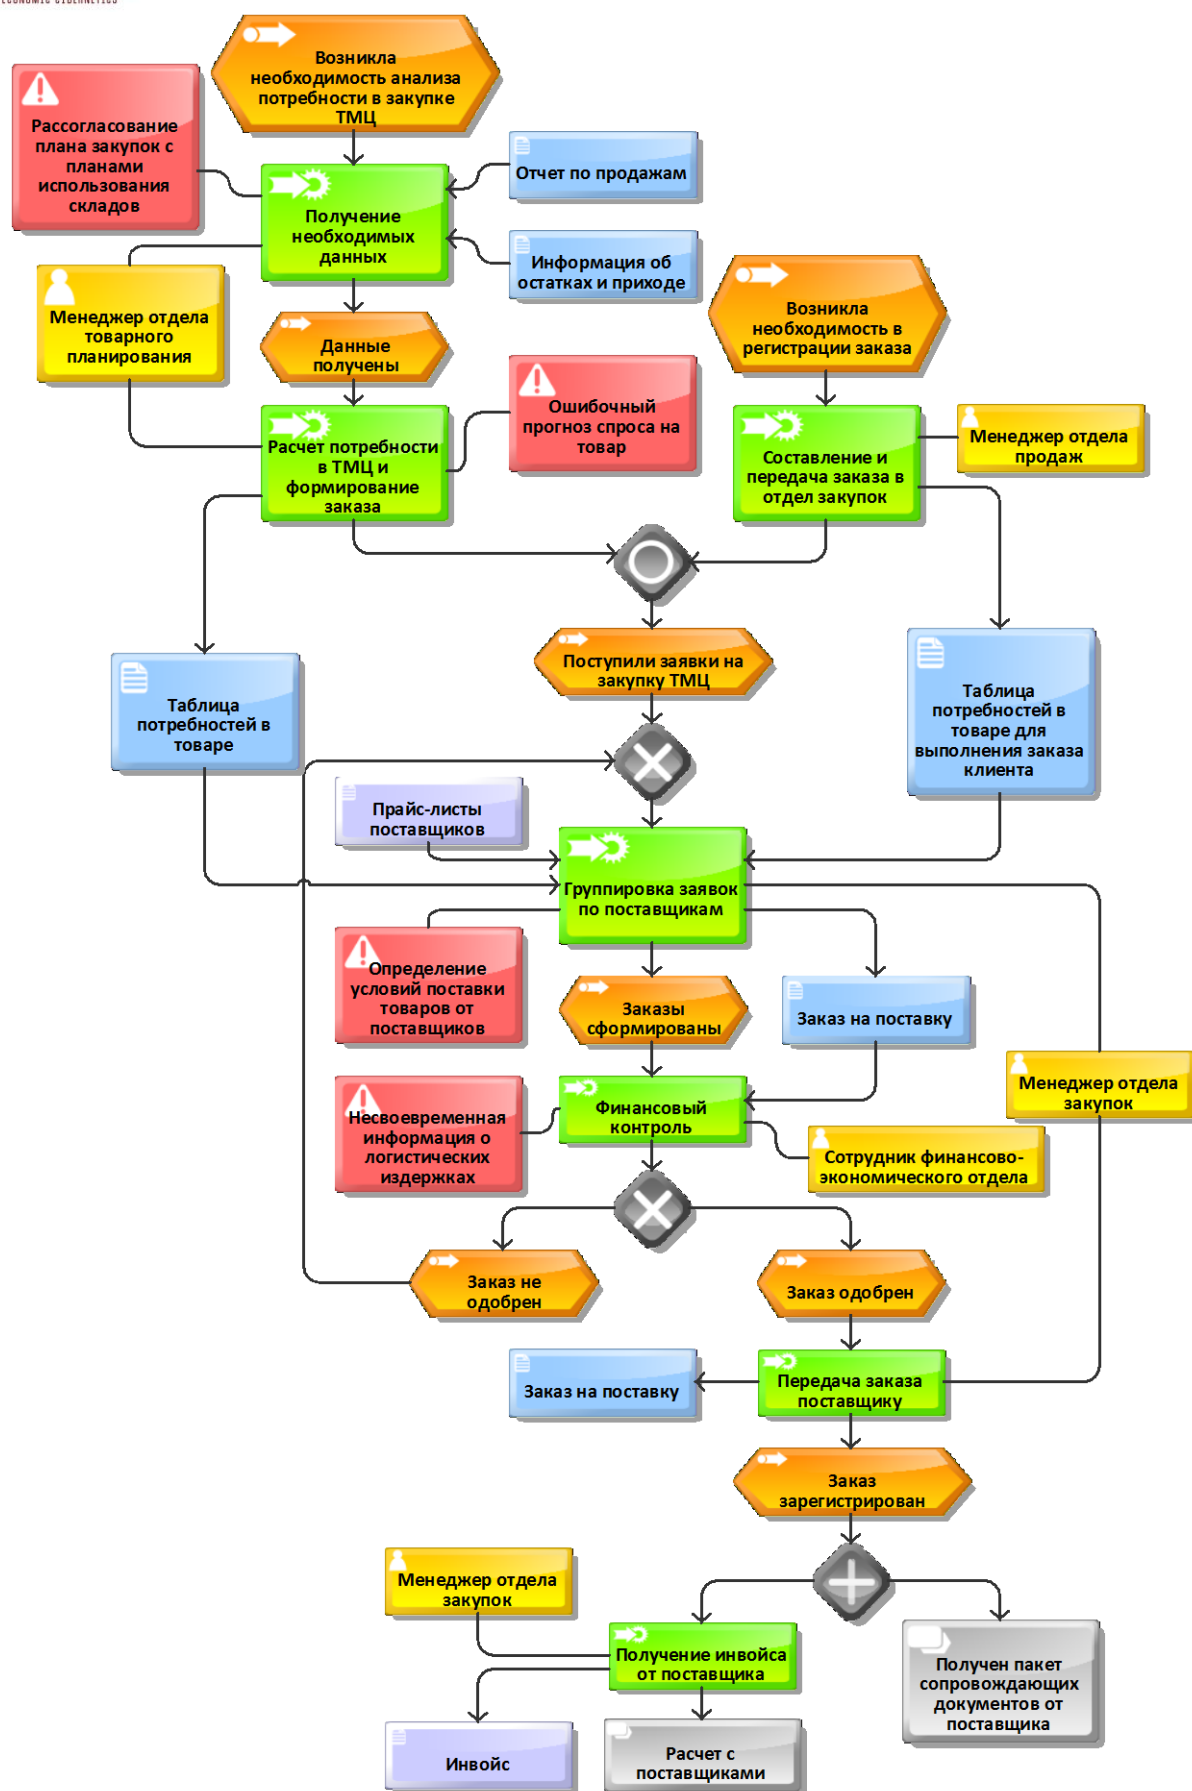 ECONOMIC CYBERNETICS
Возникла
необходимость анализа
потребности в закупке
ТМЦ
Рассогласование
плана закупок с
планами
использования
складов
Отчет по продажам
Получение
необходимых
данных
Информация об
остатках и приходе
Менеджер отдела
товарного
планирования
Возникла
необходимость в
регистрации заказа
Данные
получены
Ошибочный
прогноз спроса на
товар
Менеджер отдела
продаж
Расчет потребности
в ТМЦ и
формирование
заказа
Составление и
передача заказа в
отдел закупок
Поступили заявки на
закупку ТМЦ
Таблица
потребностей в
товаре
Таблица
потребностей в
товаре для
выполнения заказа
клиента
Прайс-листы
поставщиков
Группировка заявок
по поставщикам
Определение
условий поставки
товаров от
поставщиков
Заказы
сформированы
Заказ на поставку
Менеджер отдела
закупок
Несвоевременная
информация о
логистических
издержках
Финансовый
контроль
Сотрудник финансово-
экономического отдела
Заказ не
одобрен
Заказ одобрен
Заказ на поставку
Передача заказа
поставщику
Заказ
зарегистрирован
Менеджер отдела
закупок
Получение инвойса
от поставщика
Получен пакет
сопровождающих
документов от
поставщика
Инвойс
Расчет с
поставщиками